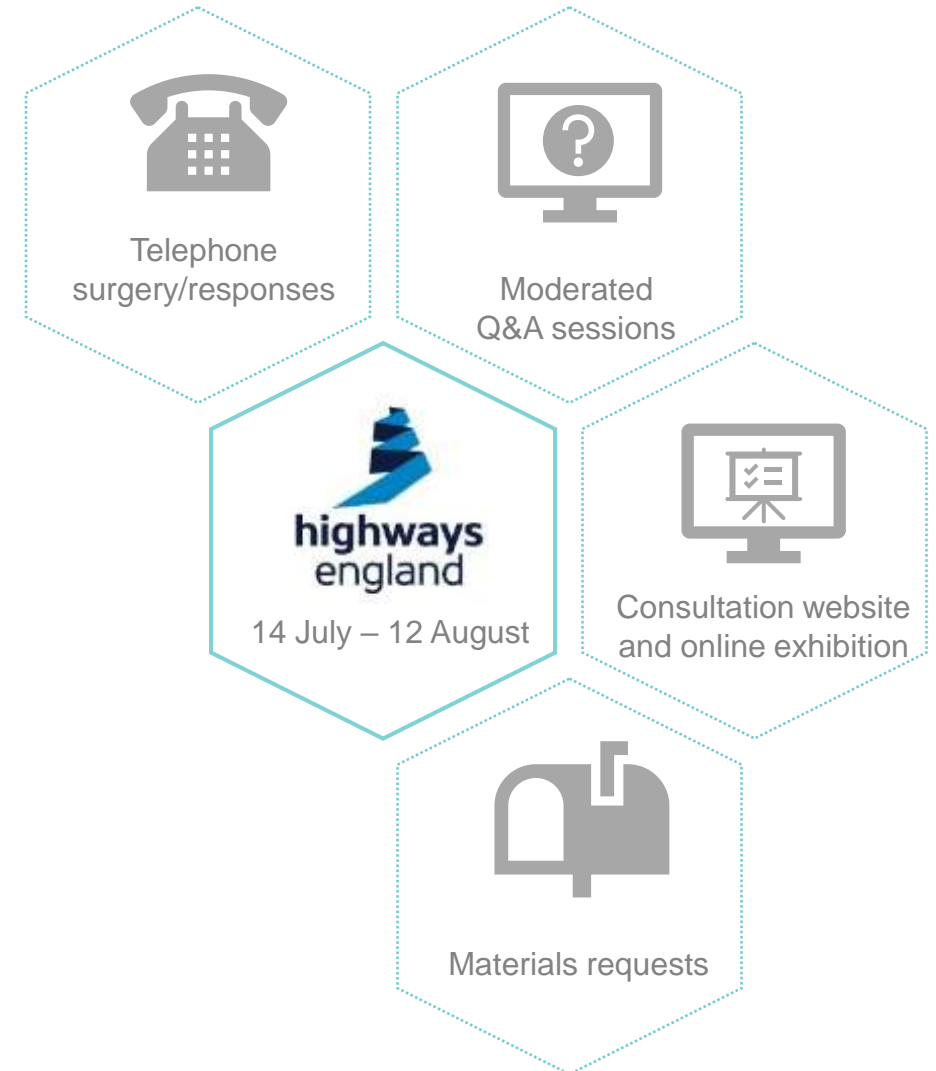 Telephone
surgery/responses
?
Moderated
Q&A sessions
highways
england
14 July – 12 August
Consultation website
and online exhibition
Materials requests